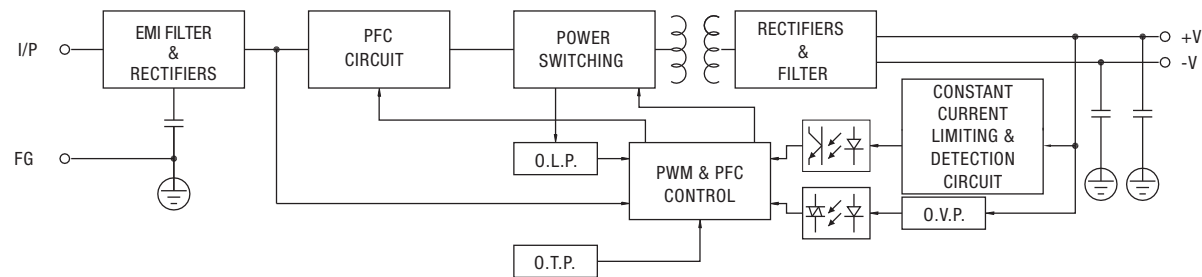 I/P
EMI FILTER
&
RECTIFIERS
PFC
CIRCUIT
POWER
SWITCHING
RECTIFIERS
&
FILTER
+V
-V
CONSTANT
CURRENT
LIMITING &
DETECTION
CIRCUIT
FG
O.L.P.
PWM & PFC
CONTROL
O.V.P.
O.T.P.